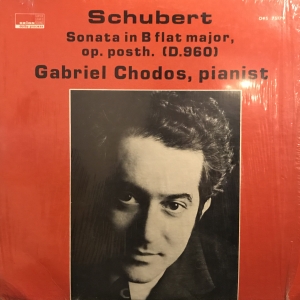 Schubert
Sonata in B flat major,
op. posth. (D.960)
Gabriel Chodos, pianist